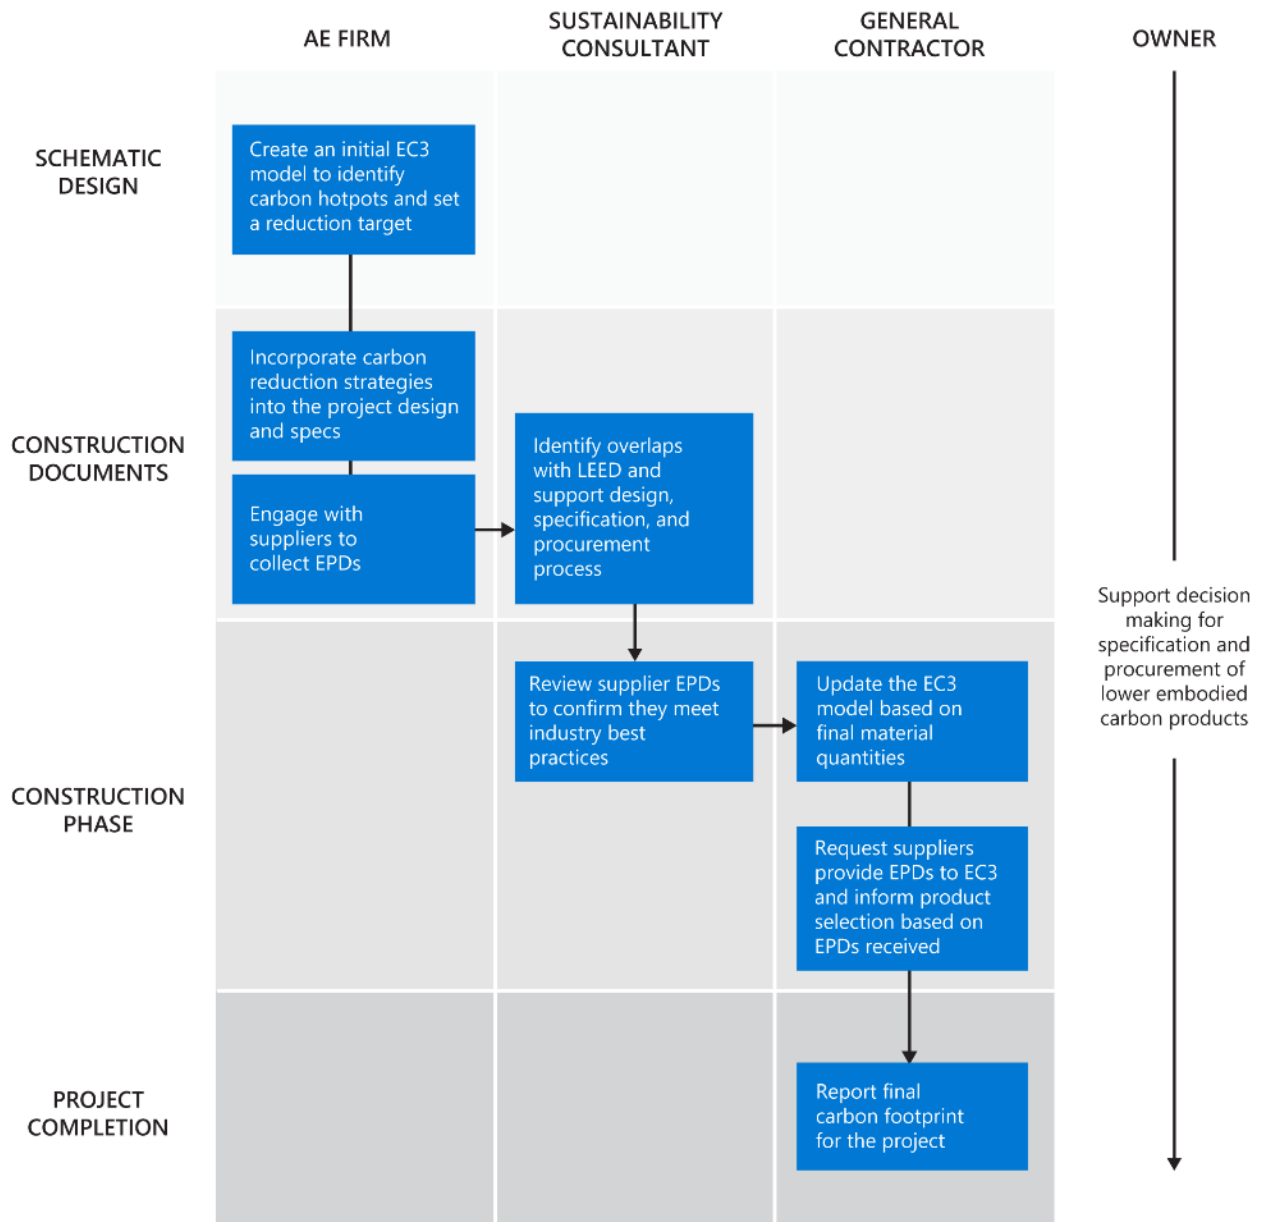 AE FIRM
SUSTAINABILITY
CONSULTANT
GENERAL
CONTRACTOR
OWNER
SCHEMATIC
DESIGN
Create an initial EC3
model to identify
carbon hotpots and set
a reduction target
CONSTRUCTION
DOCUMENTS
Incorporate carbon
reduction strategies
into the project design
and specs
Engage with
suppliers to
collect EPDs
Identify overlaps
with LEED and
support design,
specification, and
procurement
process
CONSTRUCTION
PHASE
Review supplier EPDs
to confirm they meet
industry best
practices
Update the EC3
model based on
final material
quantities
Request suppliers
provide EPDs to EC3
and inform product
selection based on
EPDs received
Support decision
making for
specification and
procurement of
lower embodied
carbon products
PROJECT
COMPLETION
Report final
carbon footprint
for the project